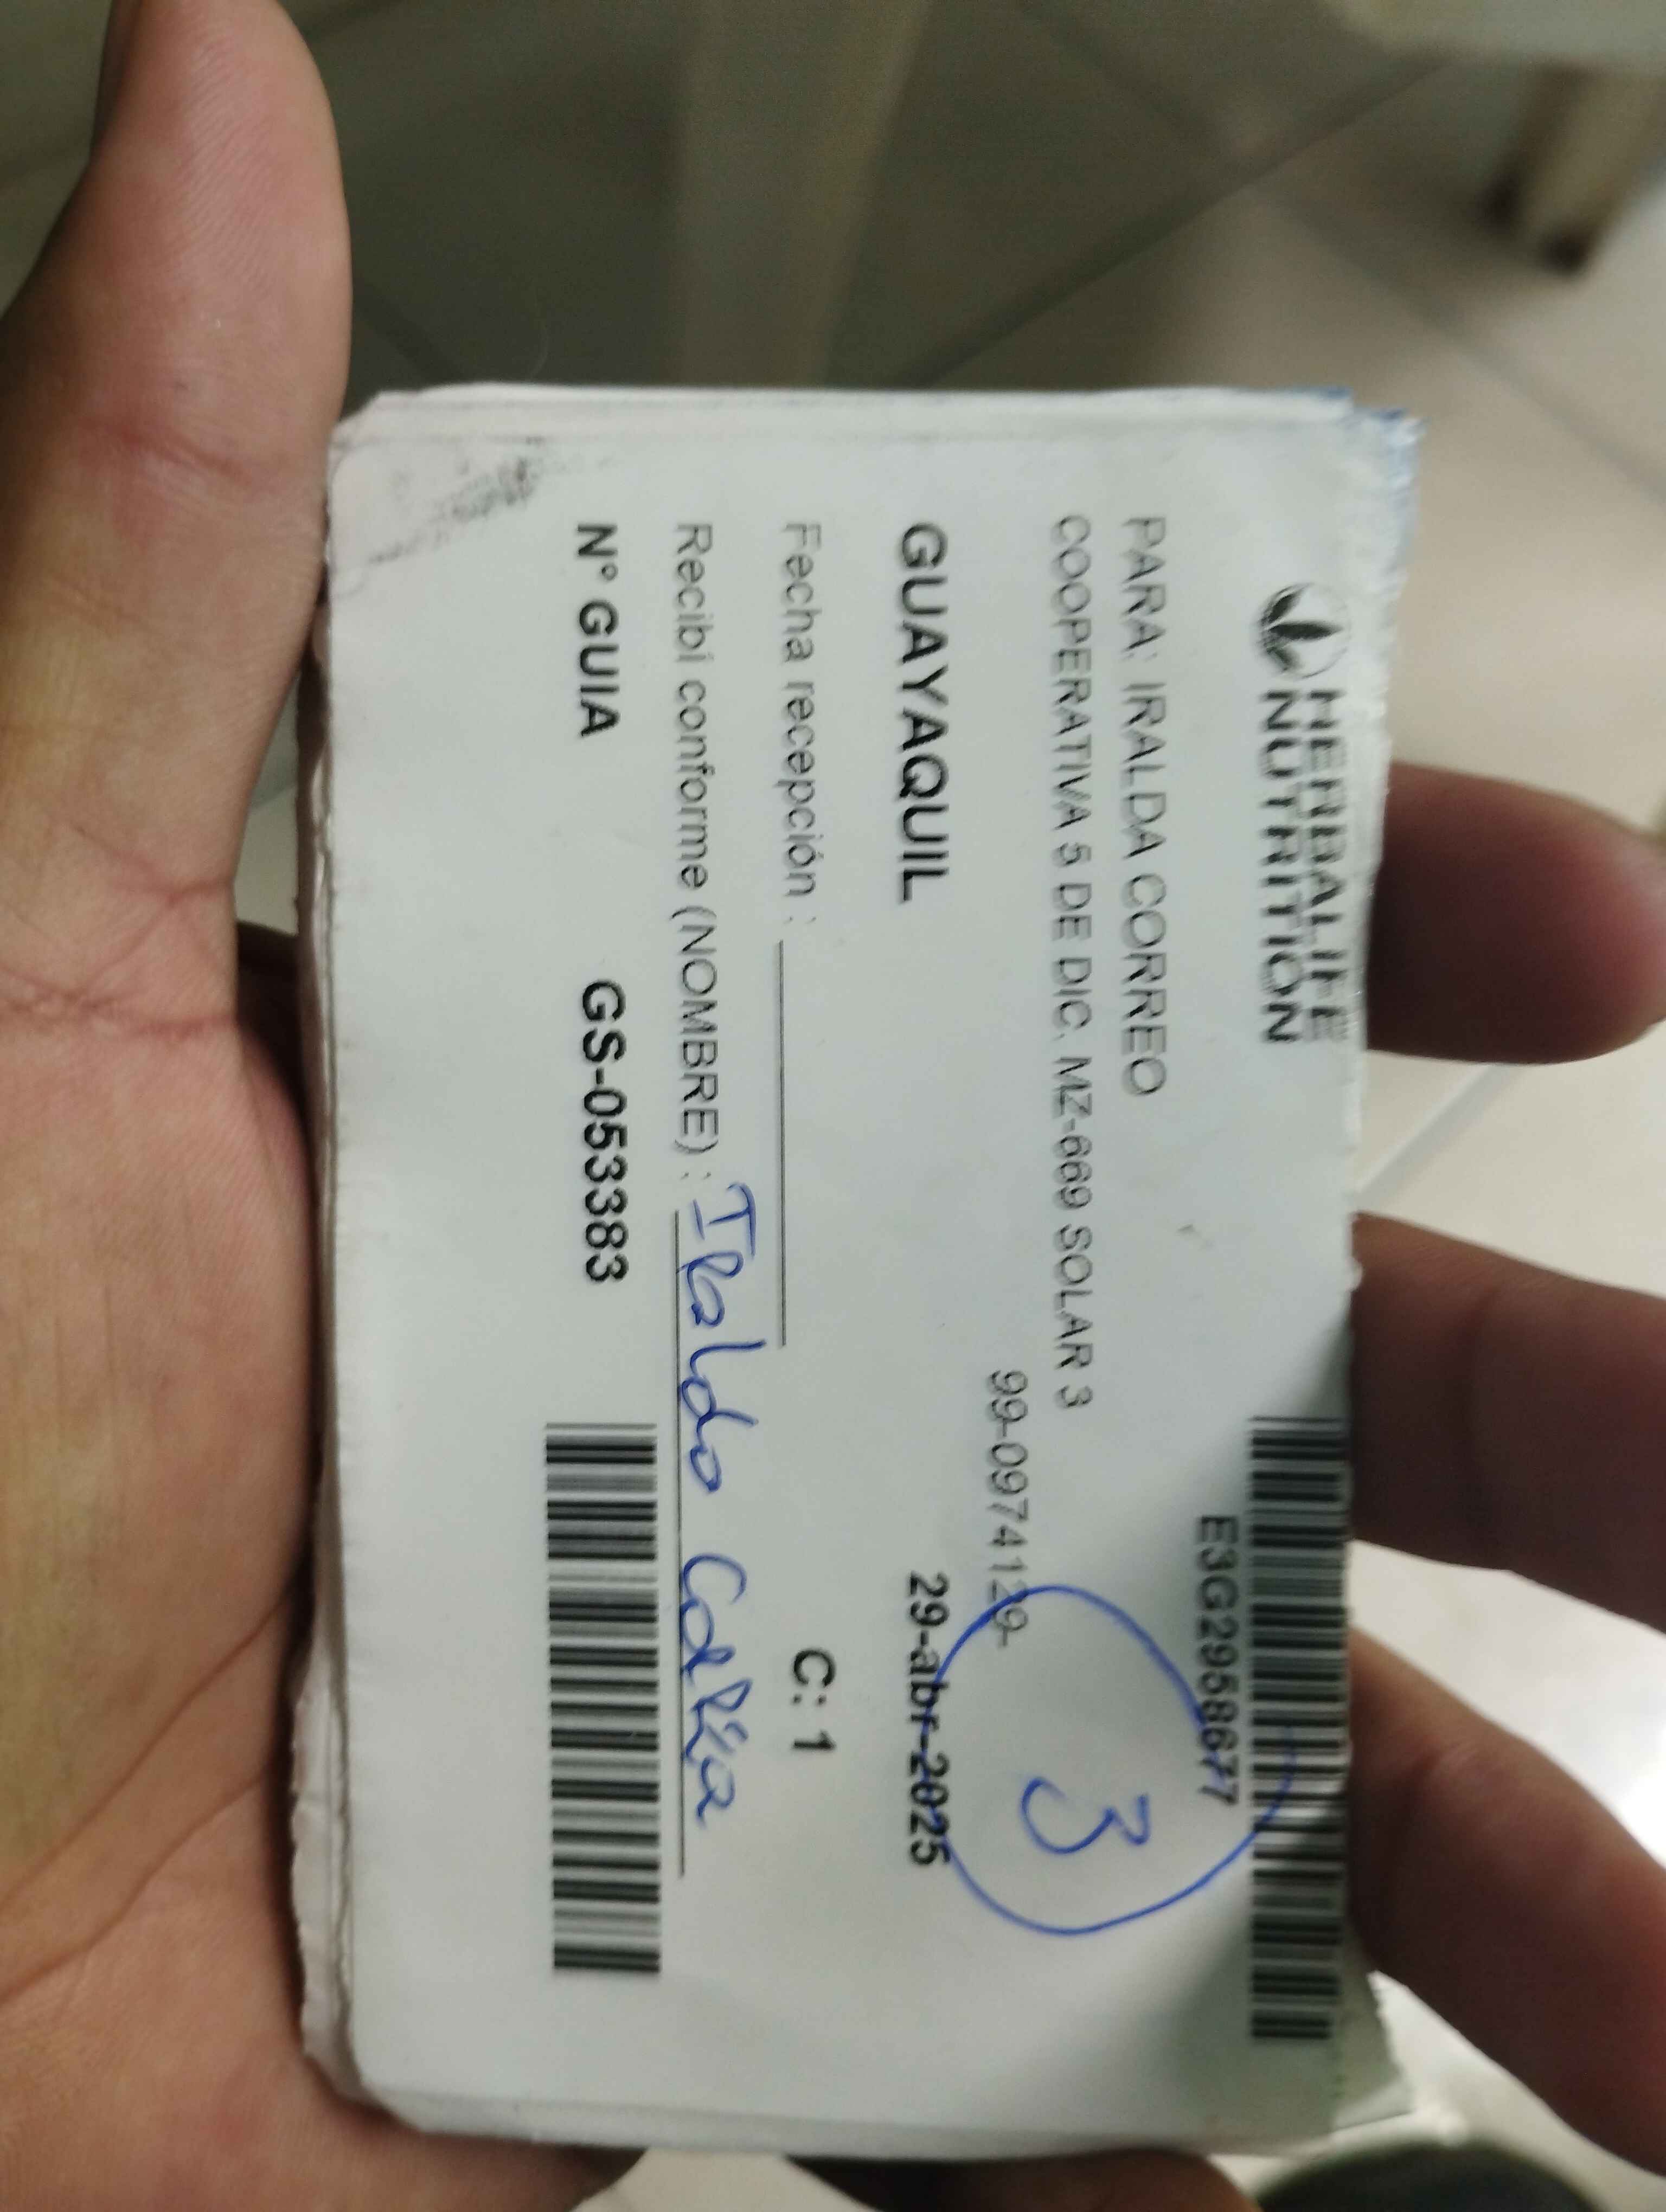 HERBALIFE
NUTRITION
E3G2958677
PARA: IRALDA CORREO
COOPERATIVA 5 DE DIC. MZ-669 SOLAR 3
99-0974129-
3
GUAYAQUIL 29-abr-2025
Fecha recepción :
C: 1
Recibí conforme (NOMBRE) :
N° GUIA GS-053383